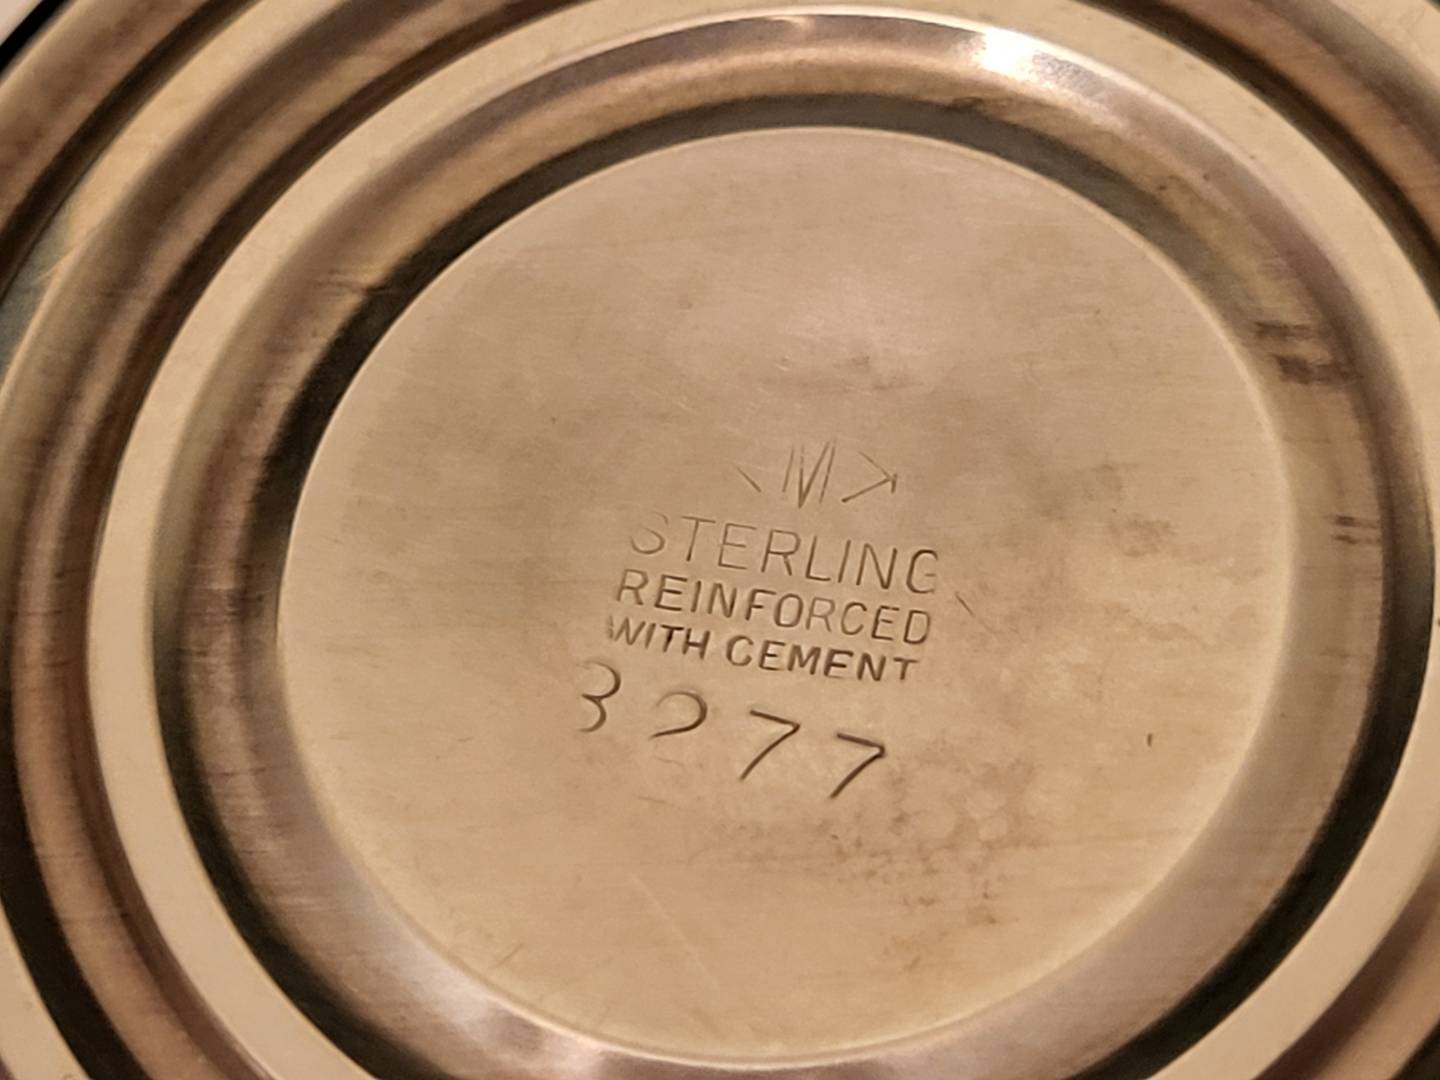 <M>
STERLING
REINFORCED
WITH CEMENT
3277